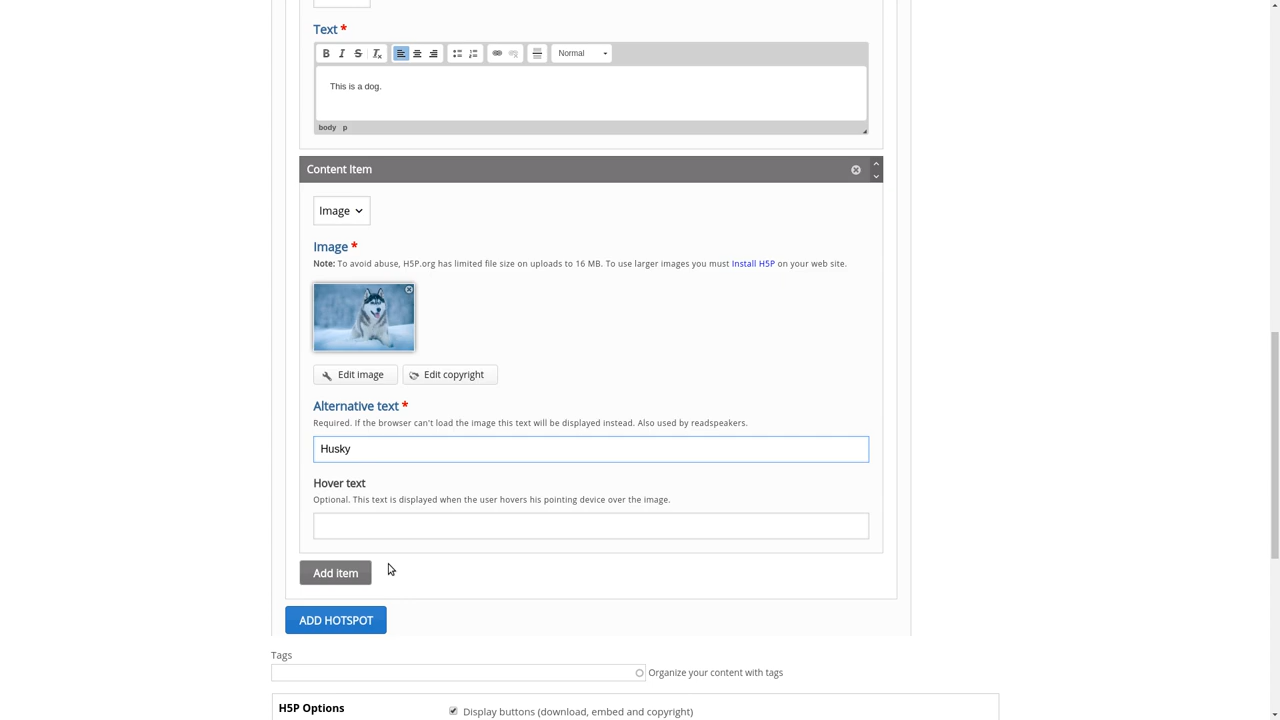 Text *
Normal
This is a dog.
body p
Content Item
Image
Image *
Note: To avoid abuse, H5P.org has limited file size on uploads to 16 MB. To use larger images you must Install H5P on your web site.
Edit image Edit copyright
Alternative text *
Required. If the browser can't load the image this text will be displayed instead. Also used by readspeakers.
Husky
Hover text
Optional. This text is displayed when the user hovers his pointing device over the image.
Add item
ADD HOTSPOT
Tags
Organize your content with tags
H5P Options
Display buttons (download, embed and copyright)